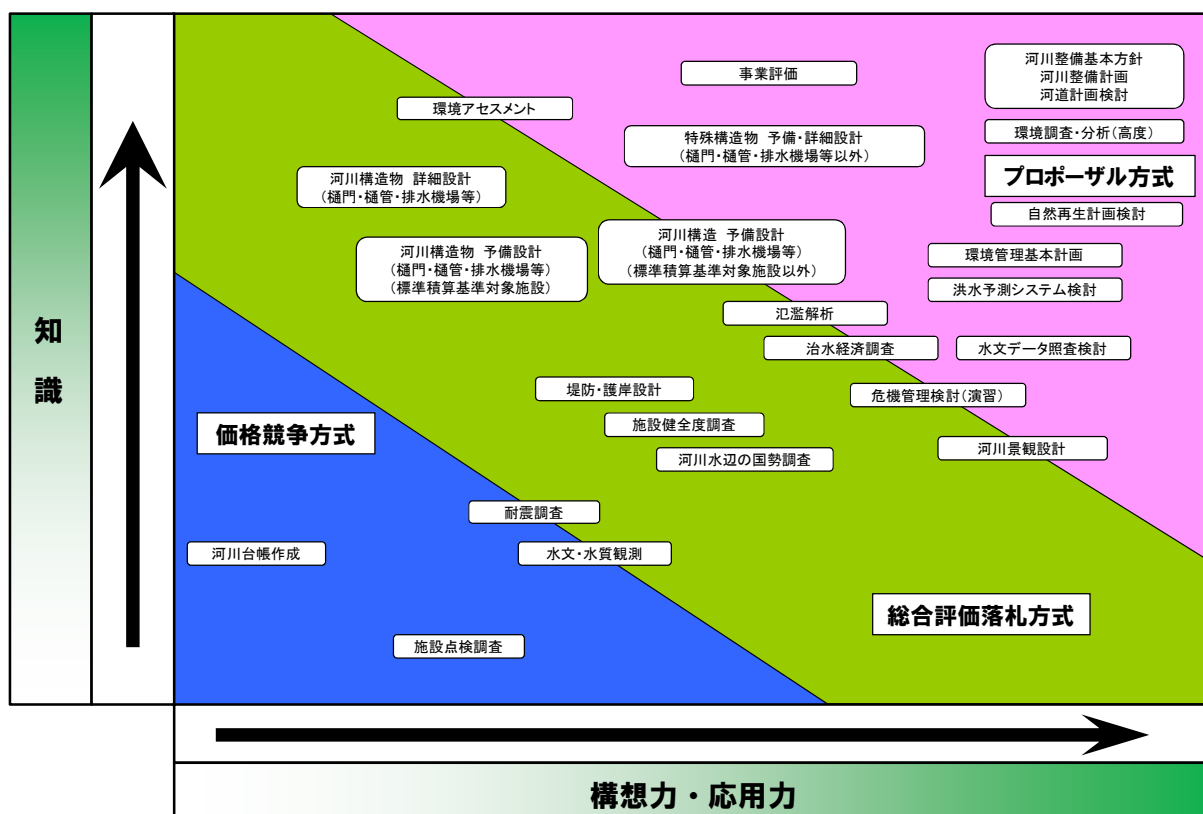 知
識
事業評価
河川整備基本方針
河川整備計画
河道計画検討
環境アセスメント
特殊構造物 予備・詳細設計
(樋門・樋管・排水機場等以外)
環境調査・分析(高度)
プロポーザル方式
河川構造物 詳細設計
(樋門・樋管・排水機場等)
自然再生計画検討
河川構造物 予備設計
(樋門・樋管・排水機場等)
(標準積算基準対象施設)
河川構造 予備設計
(樋門・樋管・排水機場等)
(標準積算基準対象施設以外)
環境管理基本計画
洪水予測システム検討
氾濫解析
治水経済調査
水文データ照査検討
堤防・護岸設計
危機管理検討(演習)
価格競争方式
施設健全度調査
河川水辺の国勢調査
河川景観設計
耐震調査
河川台帳作成
水文・水質観測
総合評価落札方式
施設点検調査
構想力・応用力